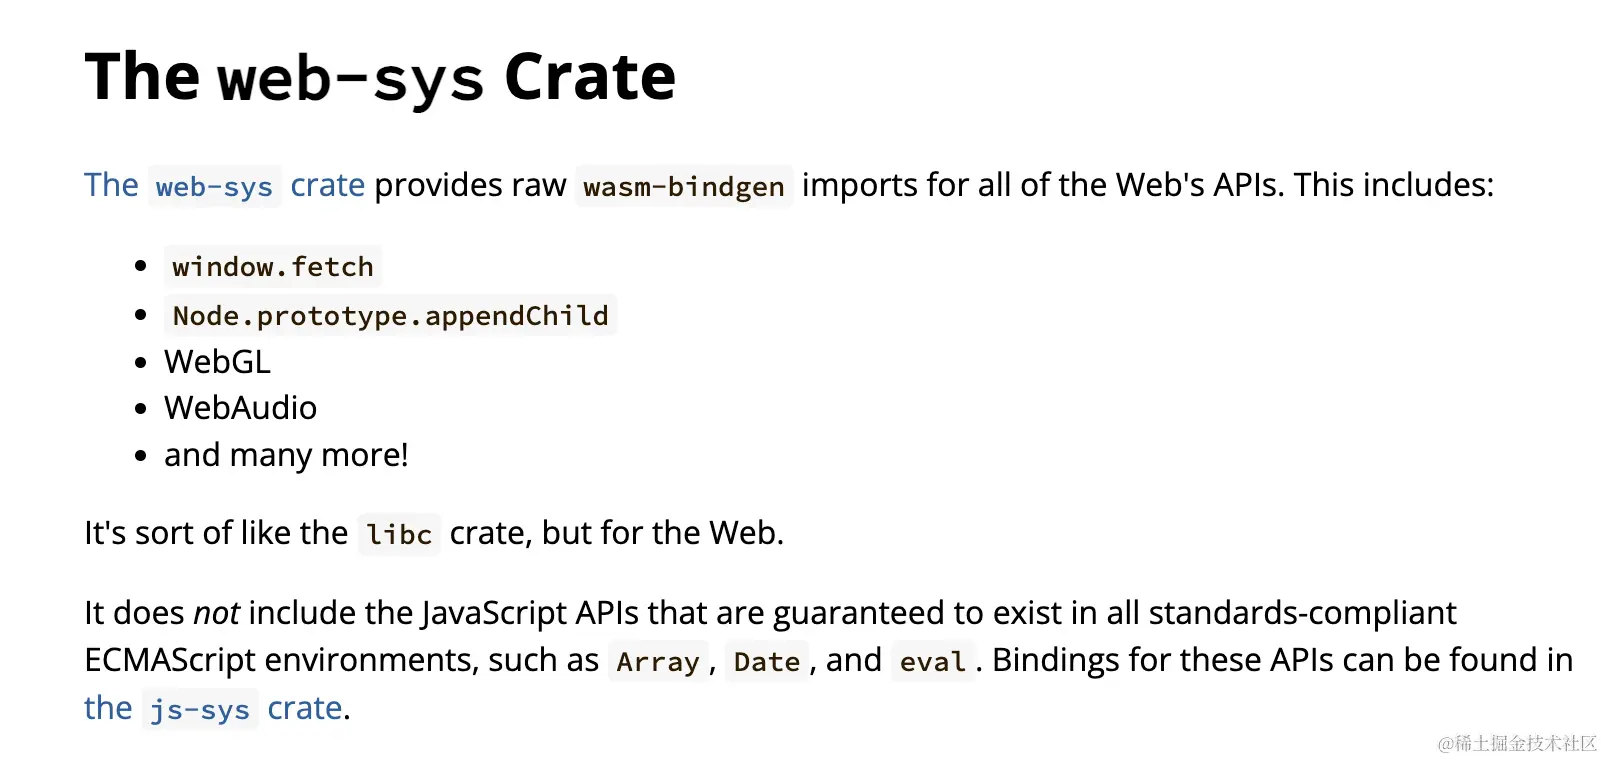 The web-sys Crate
The web-sys crate provides raw wasm-bindgen imports for all of the Web's APIs. This includes:
• window.fetch
• Node.prototype.appendChild
• WebGL
• WebAudio
• and many more!
It's sort of like the libc crate, but for the Web.
It does not include the JavaScript APIs that are guaranteed to exist in all standards-compliant
ECMAScript environments, such as Array, Date, and eval. Bindings for these APIs can be found in
the js-sys crate.
@稀土掘金技术社区